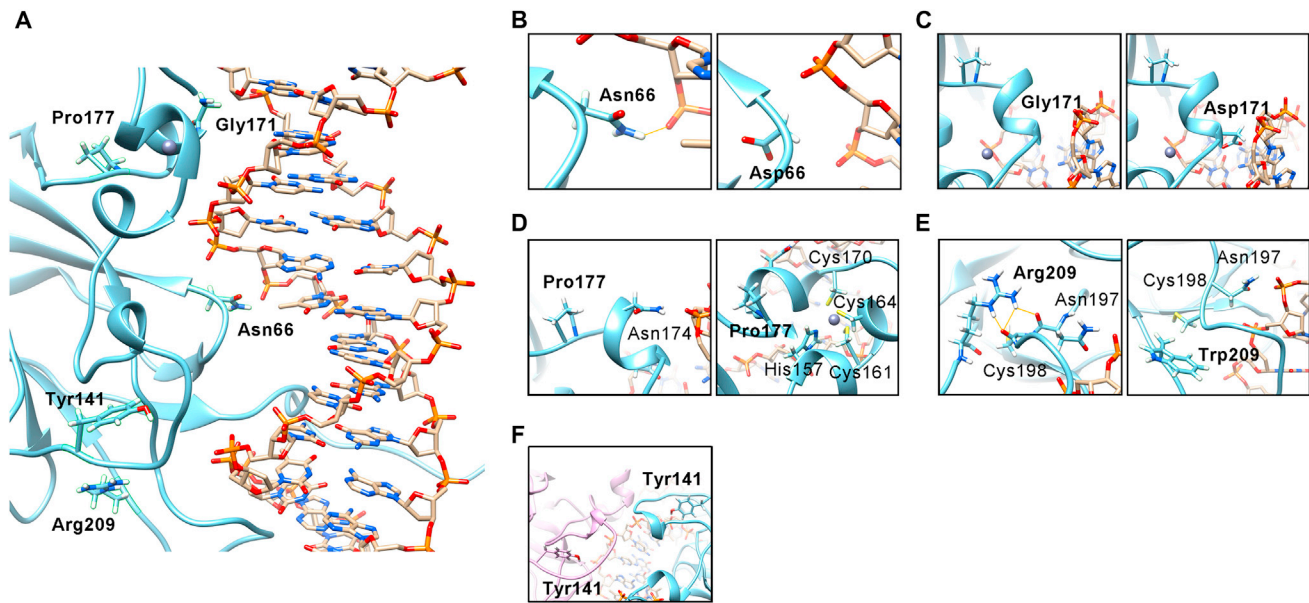 A
Pro177
Gly171
Asn66
Tyr141
Arg209
B
Asn66
Asp66
C
Gly171
Asp171
D
Pro177
Asn174
Cys170
Cys164
Pro177
His157
Cys161
E
Arg209
Asn197
Cys198
Asn197
Cys198
Trp209
F
Tyr141
Tyr141